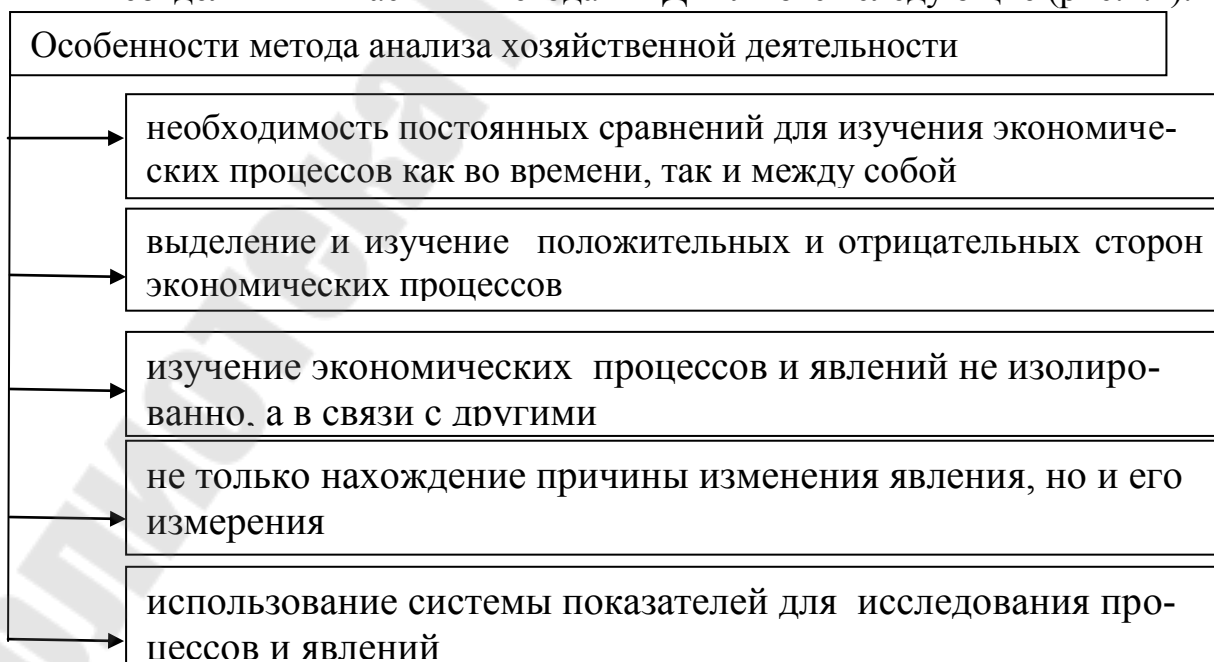 следующие (рис.
Особенности метода анализа хозяйственной деятельности
необходимость постоянных сравнений для изучения экономиче-
ских процессов как во времени, так и между собой
выделение и изучение положительных и отрицательных сторон
экономических процессов
изучение экономических процессов и явлений не изолиро-
ванно, а в связи с другими
не только нахождение причины изменения явления, но и его
измерения
использование системы показателей для исследования про-
цессов и явлений